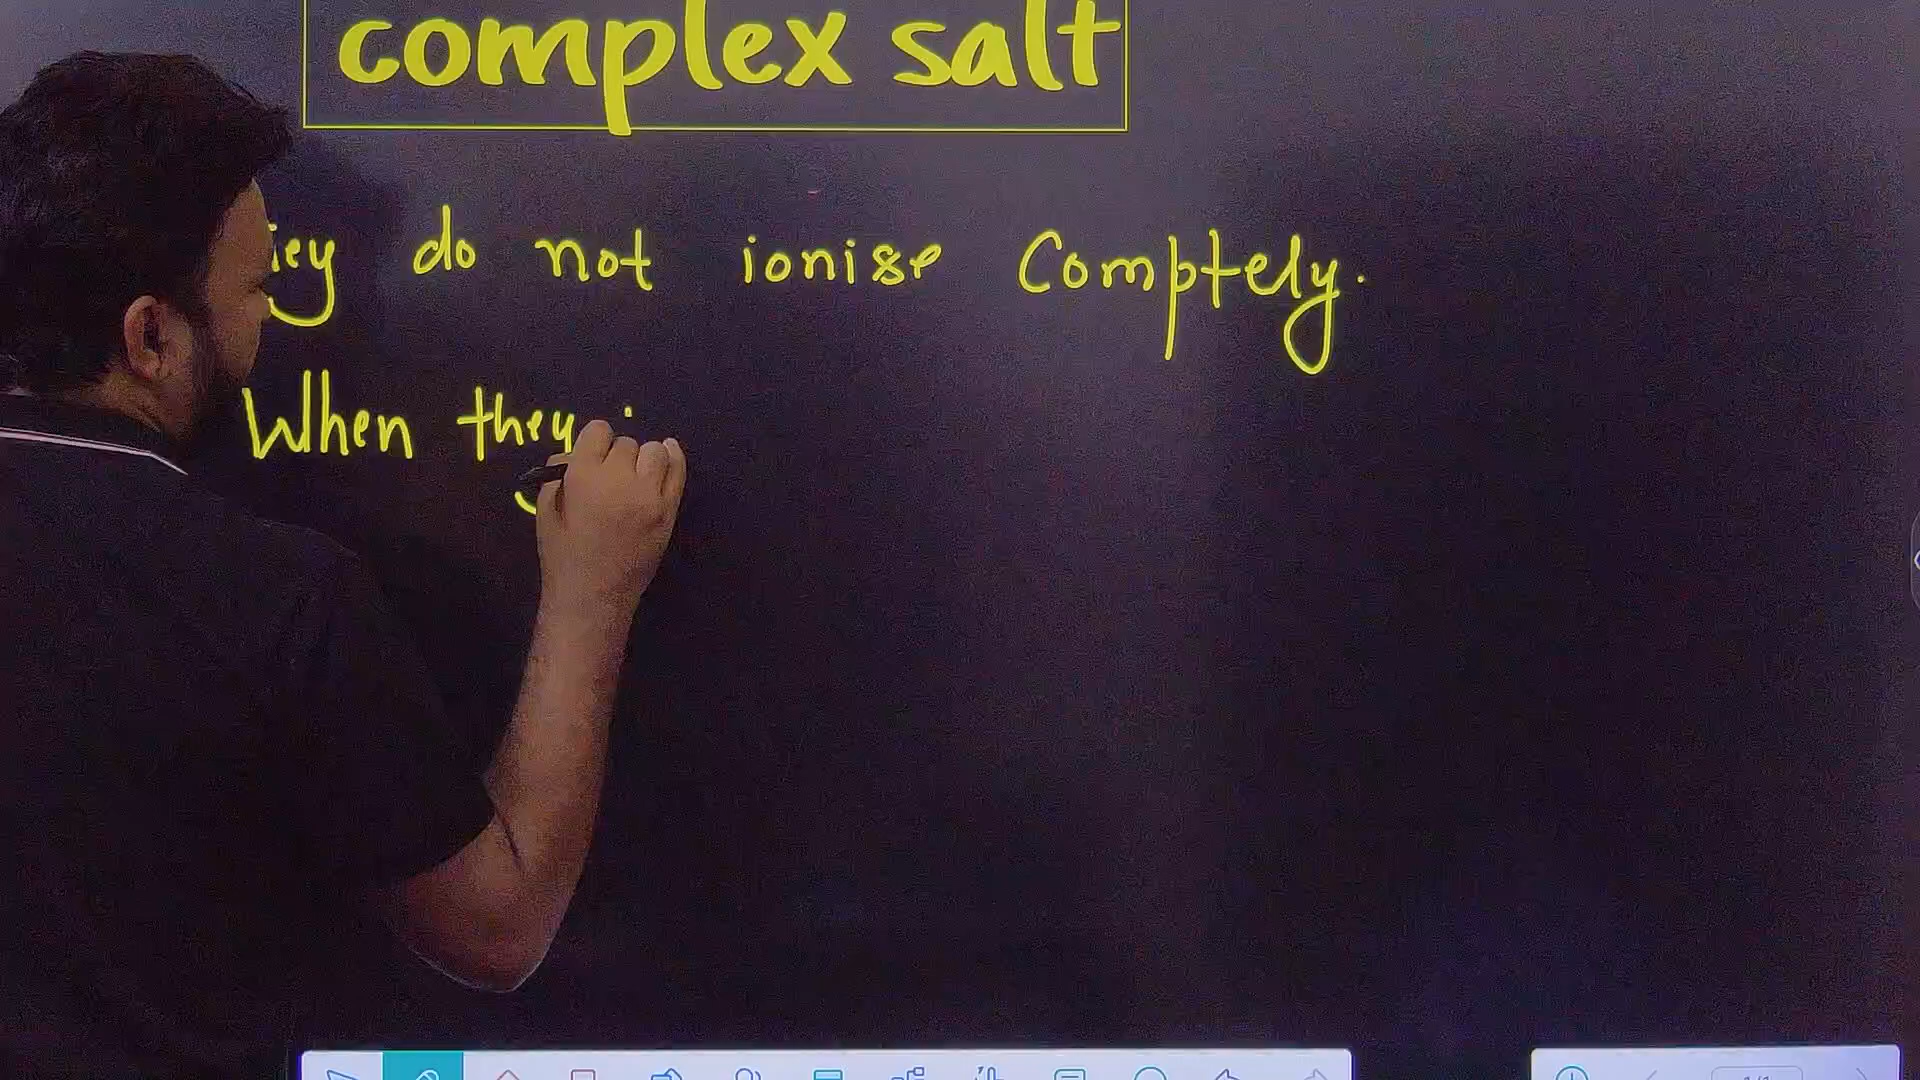 complex salt
do not ionise Comptely.
When they